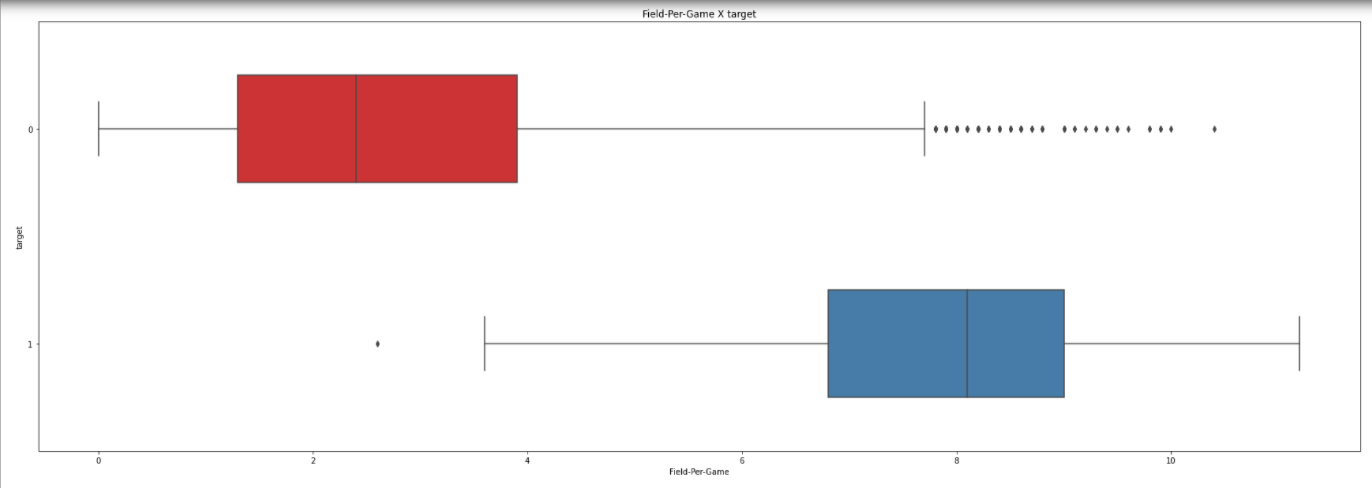 Field-Per-Game X target
0
target
1
0 2 4 6 8 10
Field-Per-Game